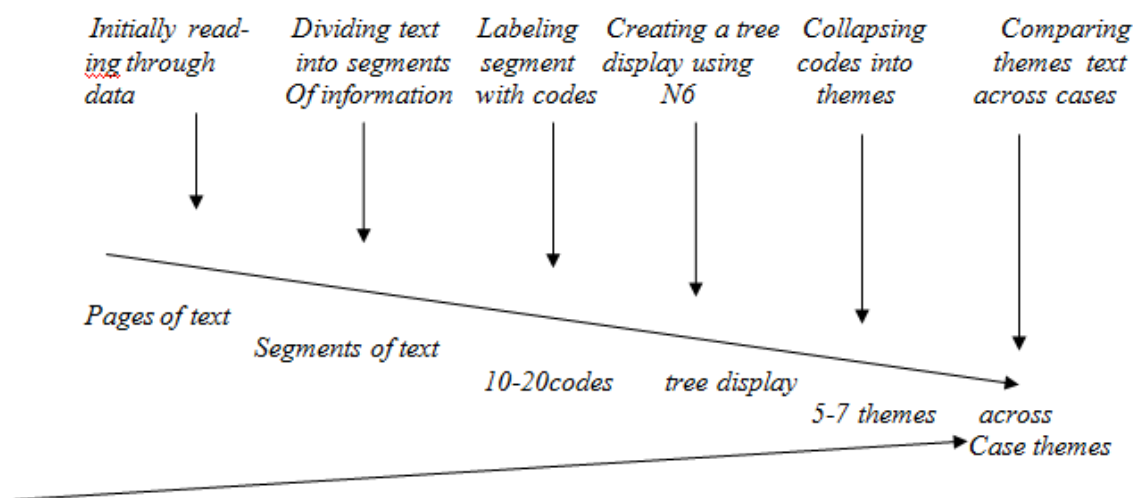 Initially read-
ing through
data
Dividing text
into segments
Of information
Labeling
segment
with codes
Creating a tree
display using
N6
Collapsing
codes into
themes
Comparing
themes text
across cases
Pages of text
Segments of text
10-20codes
tree display
5-7 themes
across
Case themes